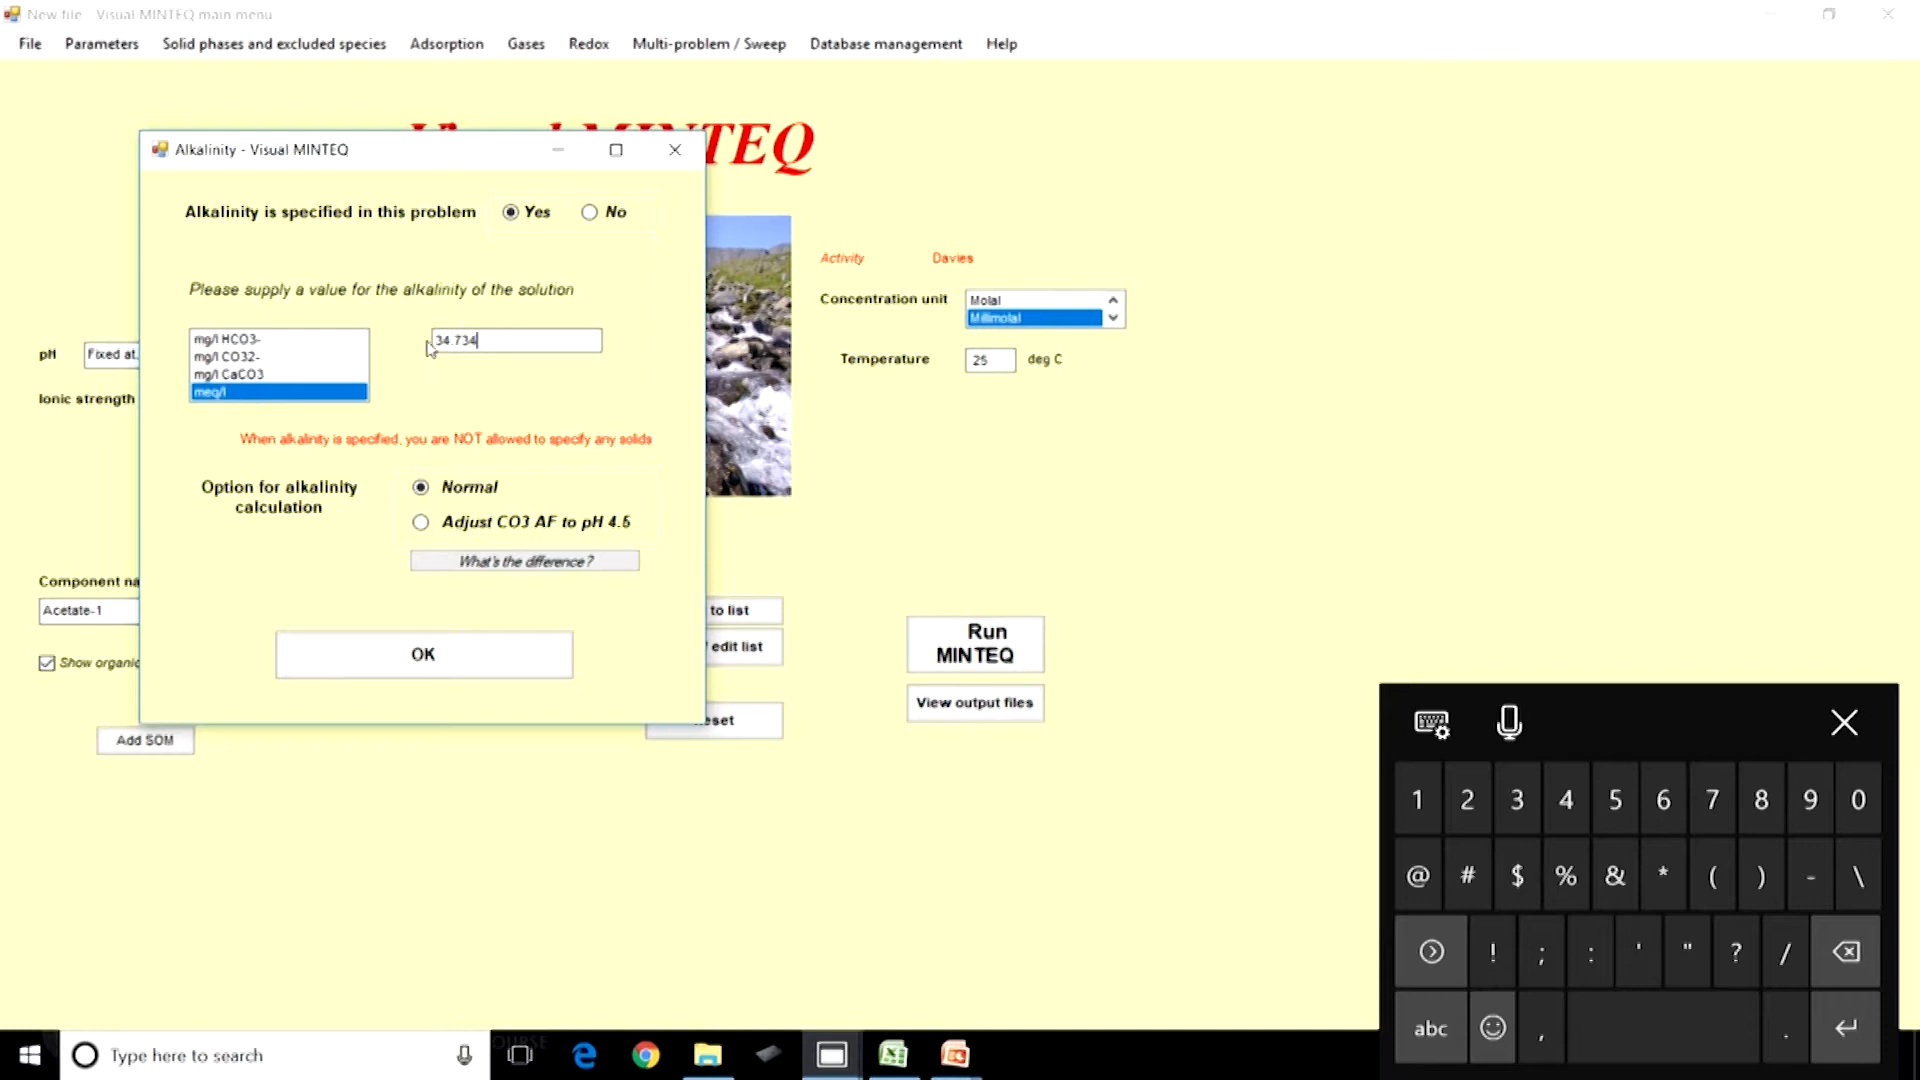 New file - Visual MINTEQ main menu
File Parameters Solid phases and excluded species Adsorption Gases Redox Multi-problem / Sweep Database management Help
TEQ
Alkalinity - Visual MINTEQ
Alkalinity is specified in this problem Yes No
Activity Davies
Please supply a value for the alkalinity of the solution
Concentration unit Molal
Millimolal
mg/l HCO3-
mg/l CO32-
mg/l CaCO3
meq/l
34.734
pH Fixed at.
Temperature 25 deg C
Ionic strength
When alkalinity is specified, you are NOT allowed to specify any solids
Option for alkalinity
calculation
Normal
Adjust CO3 AF to pH 4.5
What's the difference?
Component na
Acetate-1
to list
edit list
Show organic
OK
Run
MINTEQ
View output files
eset
Add SOM
1 2 3 4 5 6 7 8 9 0
@ # $ % & * ( ) - \
! ; : ' " ? /
abc , .
Type here to search